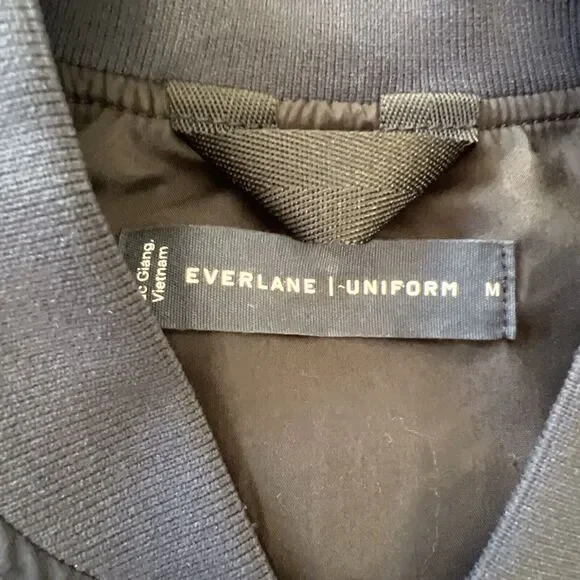 Giang,
Vietnam
EVERLANE | ~UNIFORM M